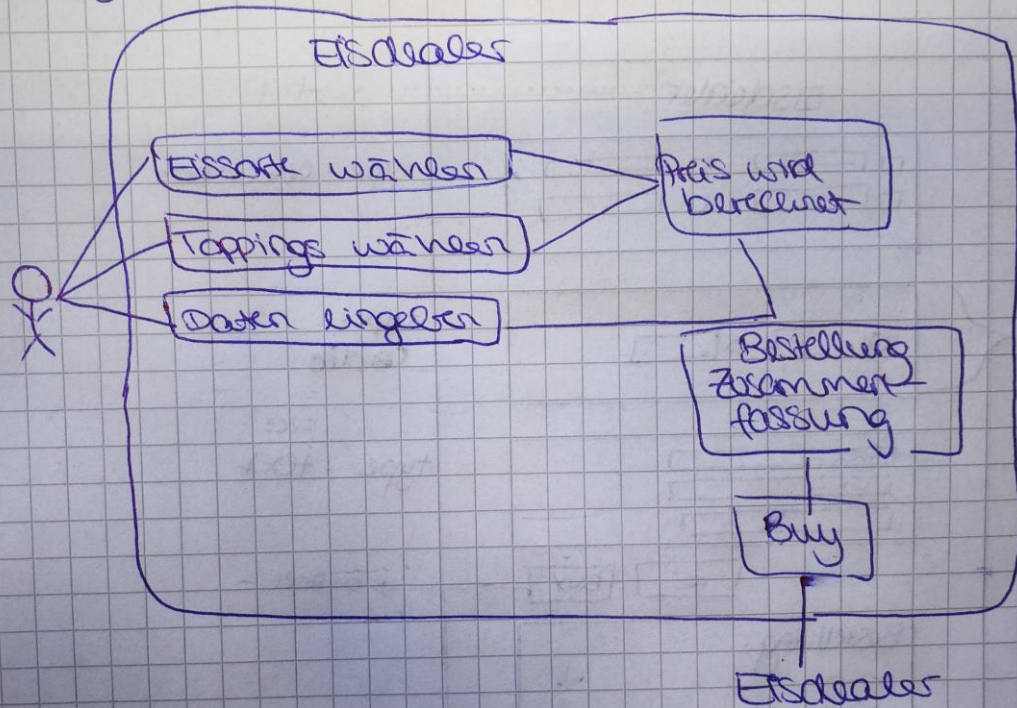 Eisdealer
Eissorte wählen
Preis wird
berechnet
Toppings wählen
Daten eingeben
Bestellung
Zusammen-
fassung
Buy
Eisdealer